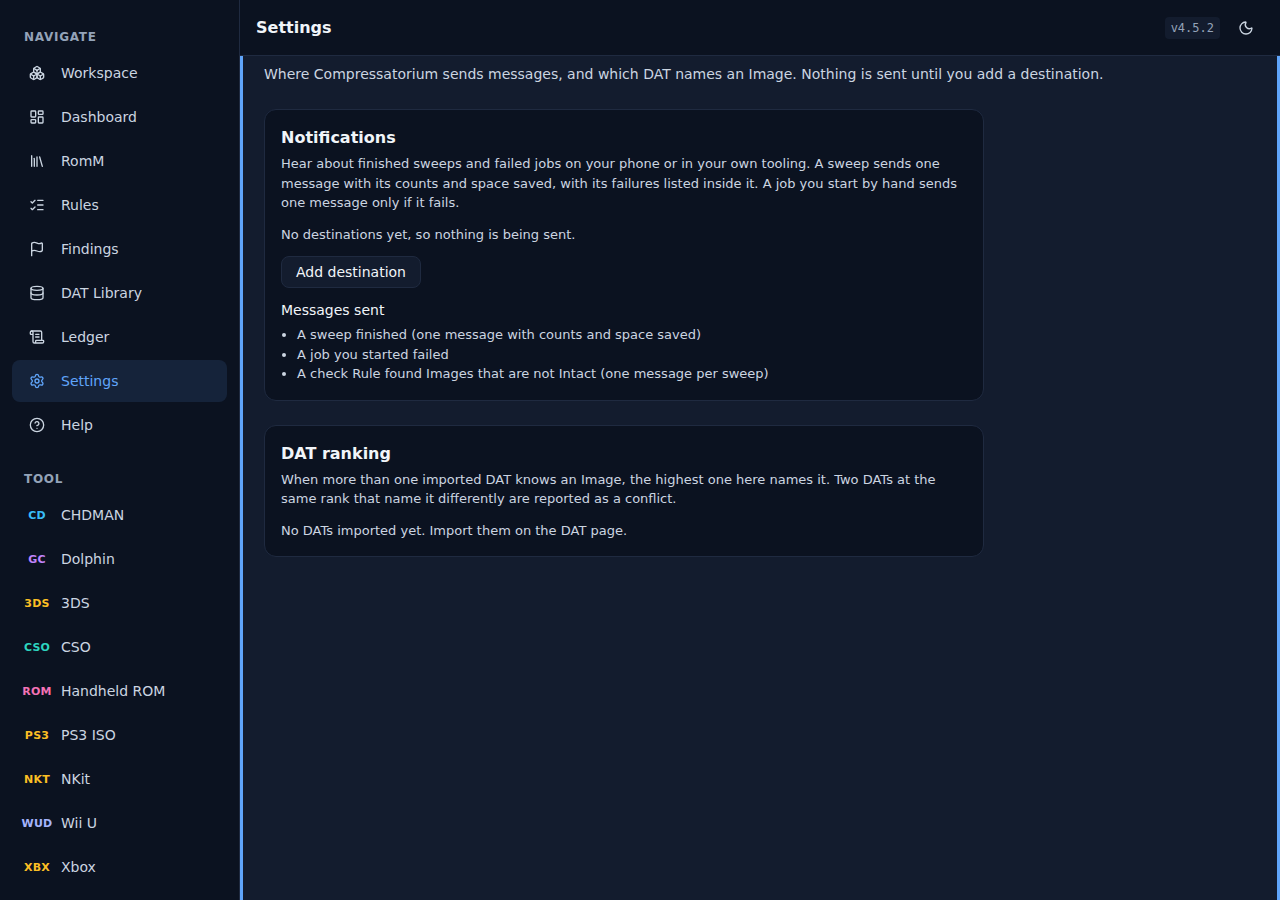 NAVIGATE
Workspace
Dashboard
RomM
Rules
Findings
DAT Library
Ledger
Settings
Help
TOOL
CD CHDMAN
GC Dolphin
3DS 3DS
CSO CSO
ROM Handheld ROM
PS3 PS3 ISO
NKT NKit
WUD Wii U
XBX Xbox
Settings
v4.5.2
Where Compressatorium sends messages, and which DAT names an Image. Nothing is sent until you add a destination.
Notifications
Hear about finished sweeps and failed jobs on your phone or in your own tooling. A sweep sends one
message with its counts and space saved, with its failures listed inside it. A job you start by hand sends
one message only if it fails.
No destinations yet, so nothing is being sent.
Add destination
Messages sent
• A sweep finished (one message with counts and space saved)
• A job you started failed
• A check Rule found Images that are not Intact (one message per sweep)
DAT ranking
When more than one imported DAT knows an Image, the highest one here names it. Two DATs at the
same rank that name it differently are reported as a conflict.
No DATs imported yet. Import them on the DAT page.